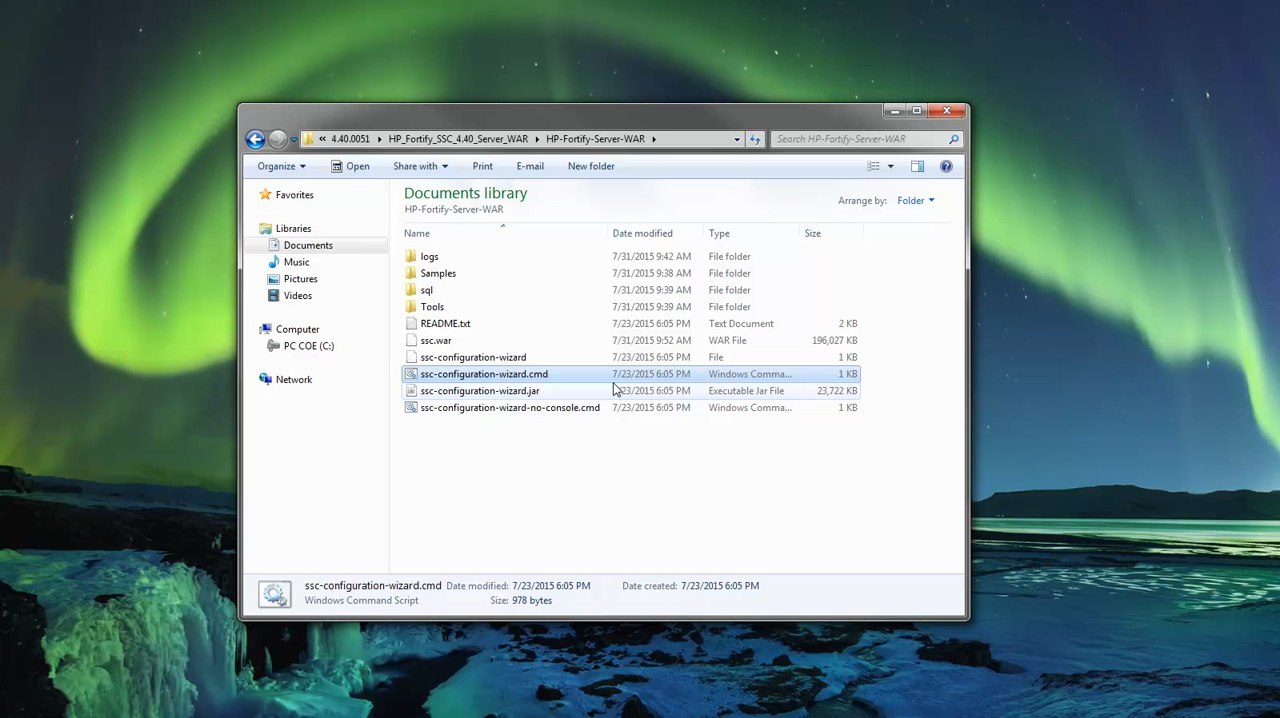 « 4.40.0051 HP_Fortify_SSC_4.40_Server_WAR HP-Fortify-Server-WAR Search HP-Fortify-Server-WAR
Organize Open Share with Print E-mail New folder
Favorites
Libraries
Documents
Music
Pictures
Videos
Computer
PC COE (C:)
Network
Documents library
HP-Fortify-Server-WAR
Arrange by: Folder
Name Date modified Type Size
logs 7/31/2015 9:42 AM File folder
Samples 7/31/2015 9:38 AM File folder
sql 7/31/2015 9:39 AM File folder
Tools 7/31/2015 9:39 AM File folder
README.txt 7/23/2015 6:05 PM Text Document 2 KB
ssc.war 7/31/2015 9:52 AM WAR File 196,027 KB
ssc-configuration-wizard 7/23/2015 6:05 PM File 1 KB
ssc-configuration-wizard.cmd 7/23/2015 6:05 PM Windows Comma... 1 KB
ssc-configuration-wizard.jar 7/23/2015 6:05 PM Executable Jar File 23,722 KB
ssc-configuration-wizard-no-console.cmd 7/23/2015 6:05 PM Windows Comma... 1 KB
ssc-configuration-wizard.cmd Date modified: 7/23/2015 6:05 PM Date created: 7/23/2015 6:05 PM
Windows Command Script Size: 978 bytes